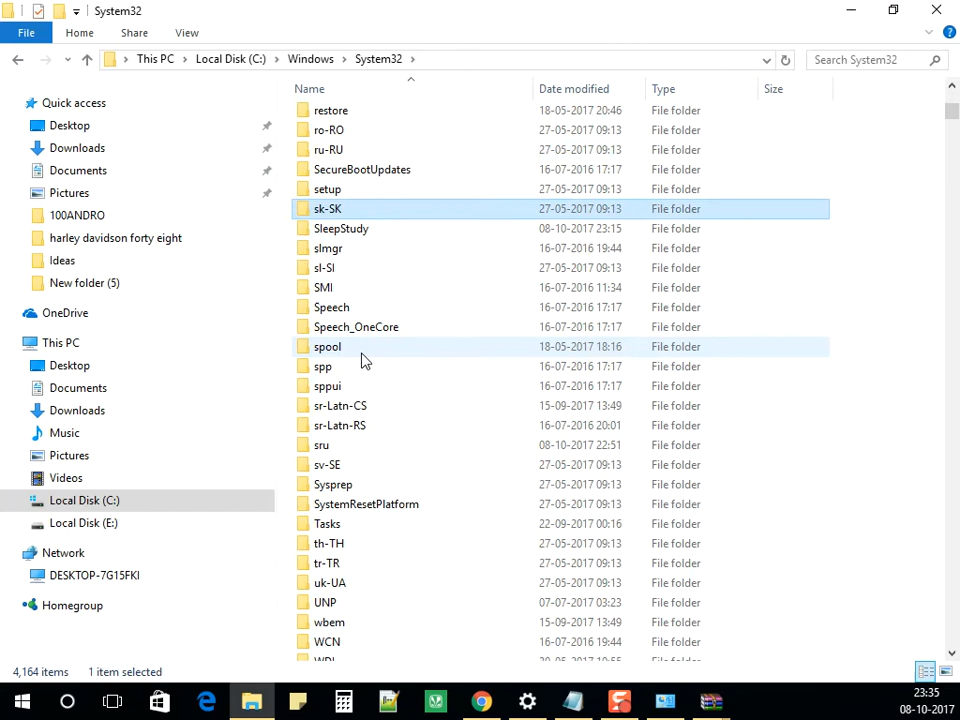 System32
File Home Share View
This PC Local Disk (C:) Windows System32 Search System32
Name Date modified Type Size
Quick access
Desktop
Downloads
Documents
Pictures
100ANDRO
harley davidson forty eight
Ideas
New folder (5)
OneDrive
This PC
Desktop
Documents
Downloads
Music
Pictures
Videos
Local Disk (C:)
Local Disk (E:)
Network
DESKTOP-7G15FKI
Homegroup
restore 18-05-2017 20:46 File folder
ro-RO 27-05-2017 09:13 File folder
ru-RU 27-05-2017 09:13 File folder
SecureBootUpdates 16-07-2016 17:17 File folder
setup 27-05-2017 09:13 File folder
sk-SK 27-05-2017 09:13 File folder
SleepStudy 08-10-2017 23:15 File folder
slmgr 16-07-2016 19:44 File folder
sl-SI 27-05-2017 09:13 File folder
SMI 16-07-2016 11:34 File folder
Speech 16-07-2016 17:17 File folder
Speech_OneCore 16-07-2016 17:17 File folder
spool 18-05-2017 18:16 File folder
spp 16-07-2016 17:17 File folder
sppui 16-07-2016 17:17 File folder
sr-Latn-CS 15-09-2017 13:49 File folder
sr-Latn-RS 16-07-2016 20:01 File folder
sru 08-10-2017 22:51 File folder
sv-SE 27-05-2017 09:13 File folder
Sysprep 27-05-2017 09:13 File folder
SystemResetPlatform 27-05-2017 09:13 File folder
Tasks 22-09-2017 00:16 File folder
th-TH 27-05-2017 09:13 File folder
tr-TR 27-05-2017 09:13 File folder
uk-UA 27-05-2017 09:13 File folder
UNP 07-07-2017 03:23 File folder
wbem 15-09-2017 13:49 File folder
WCN 16-07-2016 19:44 File folder
4,164 items 1 item selected
23:35
08-10-2017